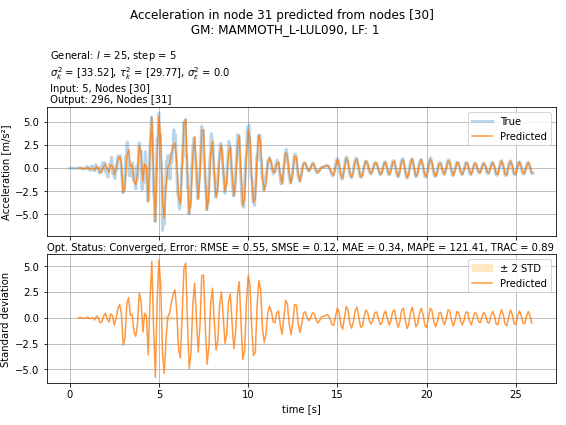 Acceleration in node 31 predicted from nodes [30]
GM: MAMMOTH_L-LUL090, LF: 1
General: l = 25, step = 5
σ²ₖ = [33.52], τ²ₖ = [29.77], σ²ε = 0.0
Input: 5, Nodes [30]
Output: 296, Nodes [31]
Acceleration [m/s²]
5.0
2.5
0.0
−2.5
−5.0
True
Predicted
Opt. Status: Converged, Error: RMSE = 0.55, SMSE = 0.12, MAE = 0.34, MAPE = 121.41, TRAC = 0.89
Standard deviation
5.0
2.5
0.0
−2.5
−5.0
± 2 STD
Predicted
0 5 10 15 20 25
time [s]